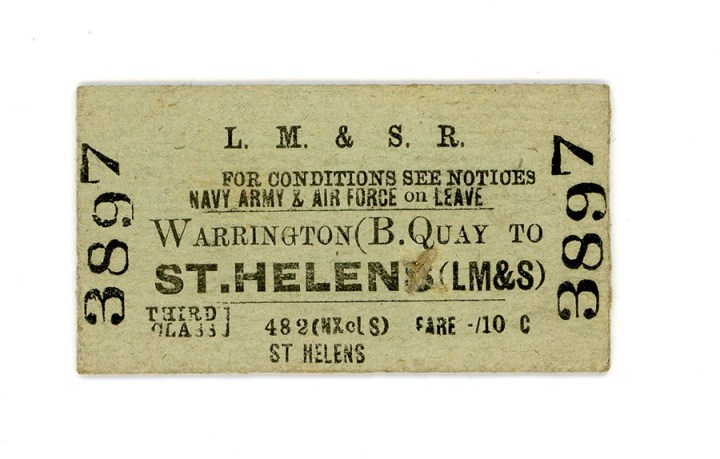 L. M. & S. R.
FOR CONDITIONS SEE NOTICES
NAVY ARMY & AIR FORCE on LEAVE
WARRINGTON (B. QUAY TO
ST. HELENS (LM&S)
THIRD CLASS] 482 (NXcLS) FARE -/10 C
ST HELENS
3897
3897